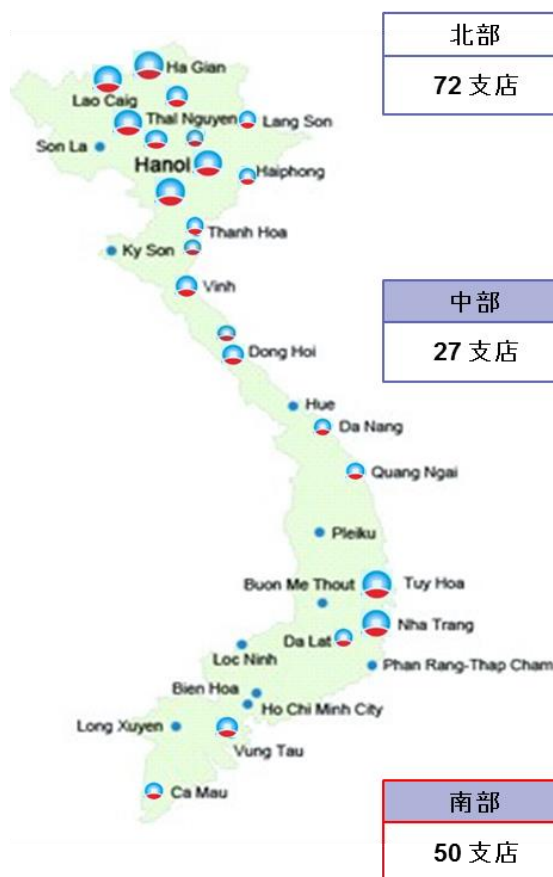 北部
72 支店
Ha Gian
Lao Caig
Thal Nguyen
Lang Son
Son La
Hanoi
Haiphong
Thanh Hoa
Ky Son
Vinh
中部
27 支店
Dong Hoi
Hue
Da Nang
Quang Ngai
Pleiku
Buon Me Thout
Tuy Hoa
Nha Trang
Da Lat
Loc Ninh
Phan Rang-Thap Cham
Bien Hoa
Ho Chi Minh City
Long Xuyen
Vung Tau
Ca Mau
南部
50 支店